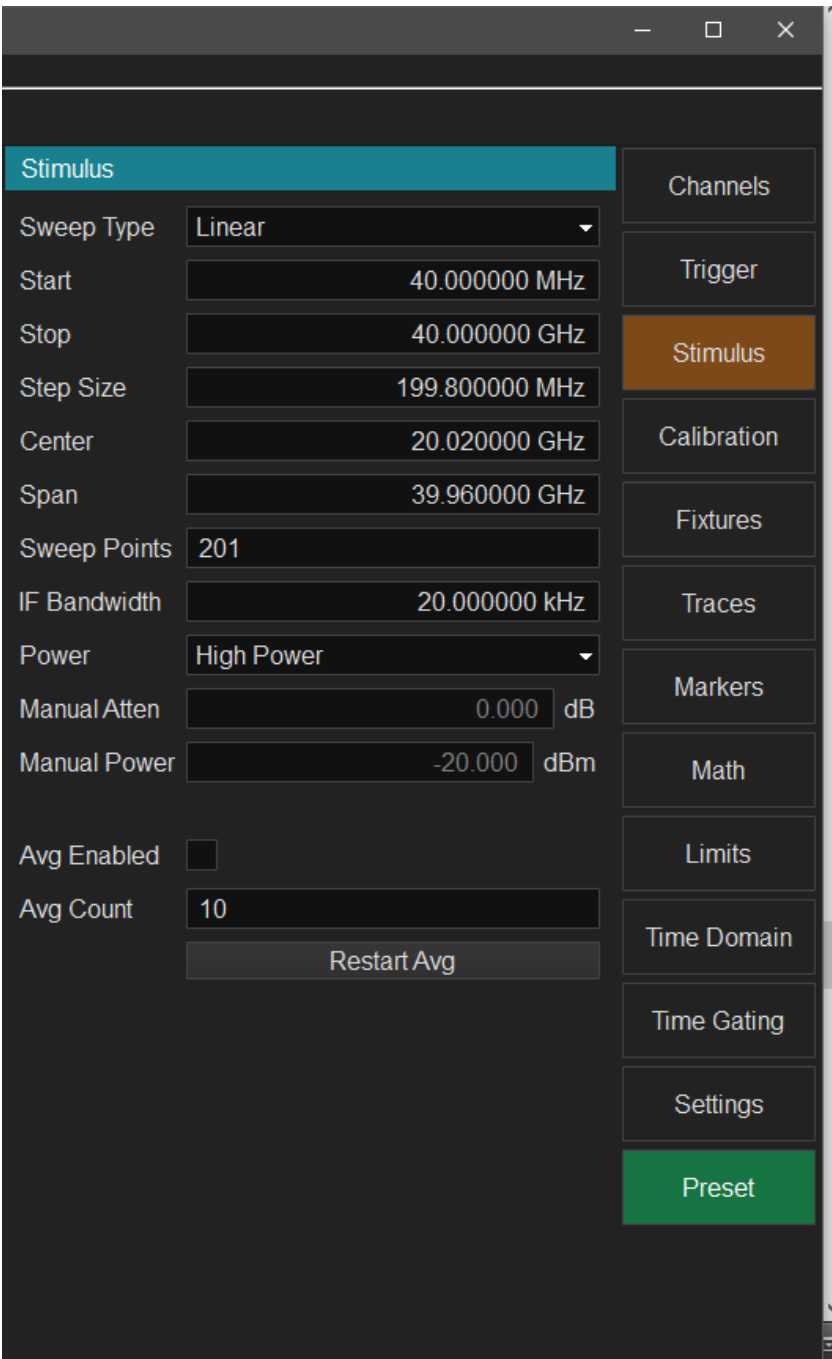 Stimulus
Sweep Type Linear
Start 40.000000 MHz
Stop 40.000000 GHz
Step Size 199.800000 MHz
Center 20.020000 GHz
Span 39.960000 GHz
Sweep Points 201
IF Bandwidth 20.000000 kHz
Power High Power
Manual Atten 0.000 dB
Manual Power -20.000 dBm
Avg Enabled
Avg Count 10
Restart Avg
Channels
Trigger
Stimulus
Calibration
Fixtures
Traces
Markers
Math
Limits
Time Domain
Time Gating
Settings
Preset